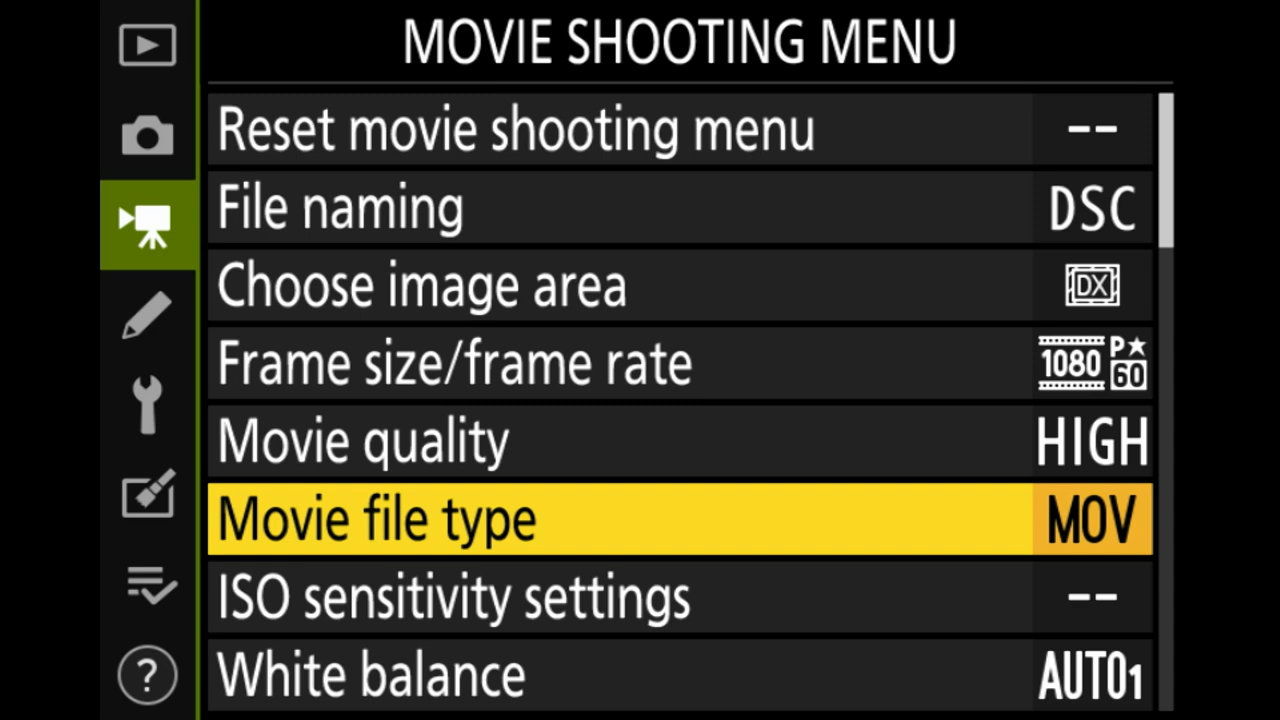 MOVIE SHOOTING MENU
Reset movie shooting menu --
File naming DSC
Choose image area DX
Frame size/frame rate 1080 P★ 60
Movie quality HIGH
Movie file type MOV
ISO sensitivity settings --
White balance AUTO1
?